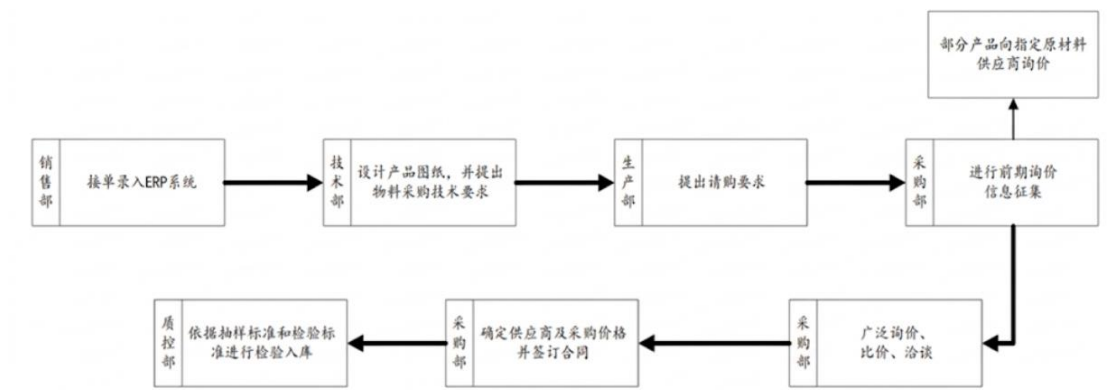 部分产品向指定原材料
供应商询价
销售部
接单录入ERP系统
技术部
设计产品图纸，并提出
物料采购技术要求
生产部
提出请购要求
采购部
进行前期询价
信息征集
采购部
广泛询价、
比价、洽谈
采购部
确定供应商及采购价格
并签订合同
质控部
依据抽样标准和检验标
准进行检验入库